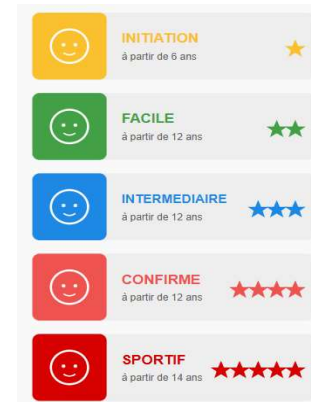 INITIATION
à partir de 6 ans
FACILE
à partir de 12 ans
INTERMEDIAIRE
à partir de 12 ans
CONFIRME
à partir de 12 ans
SPORTIF
à partir de 14 ans